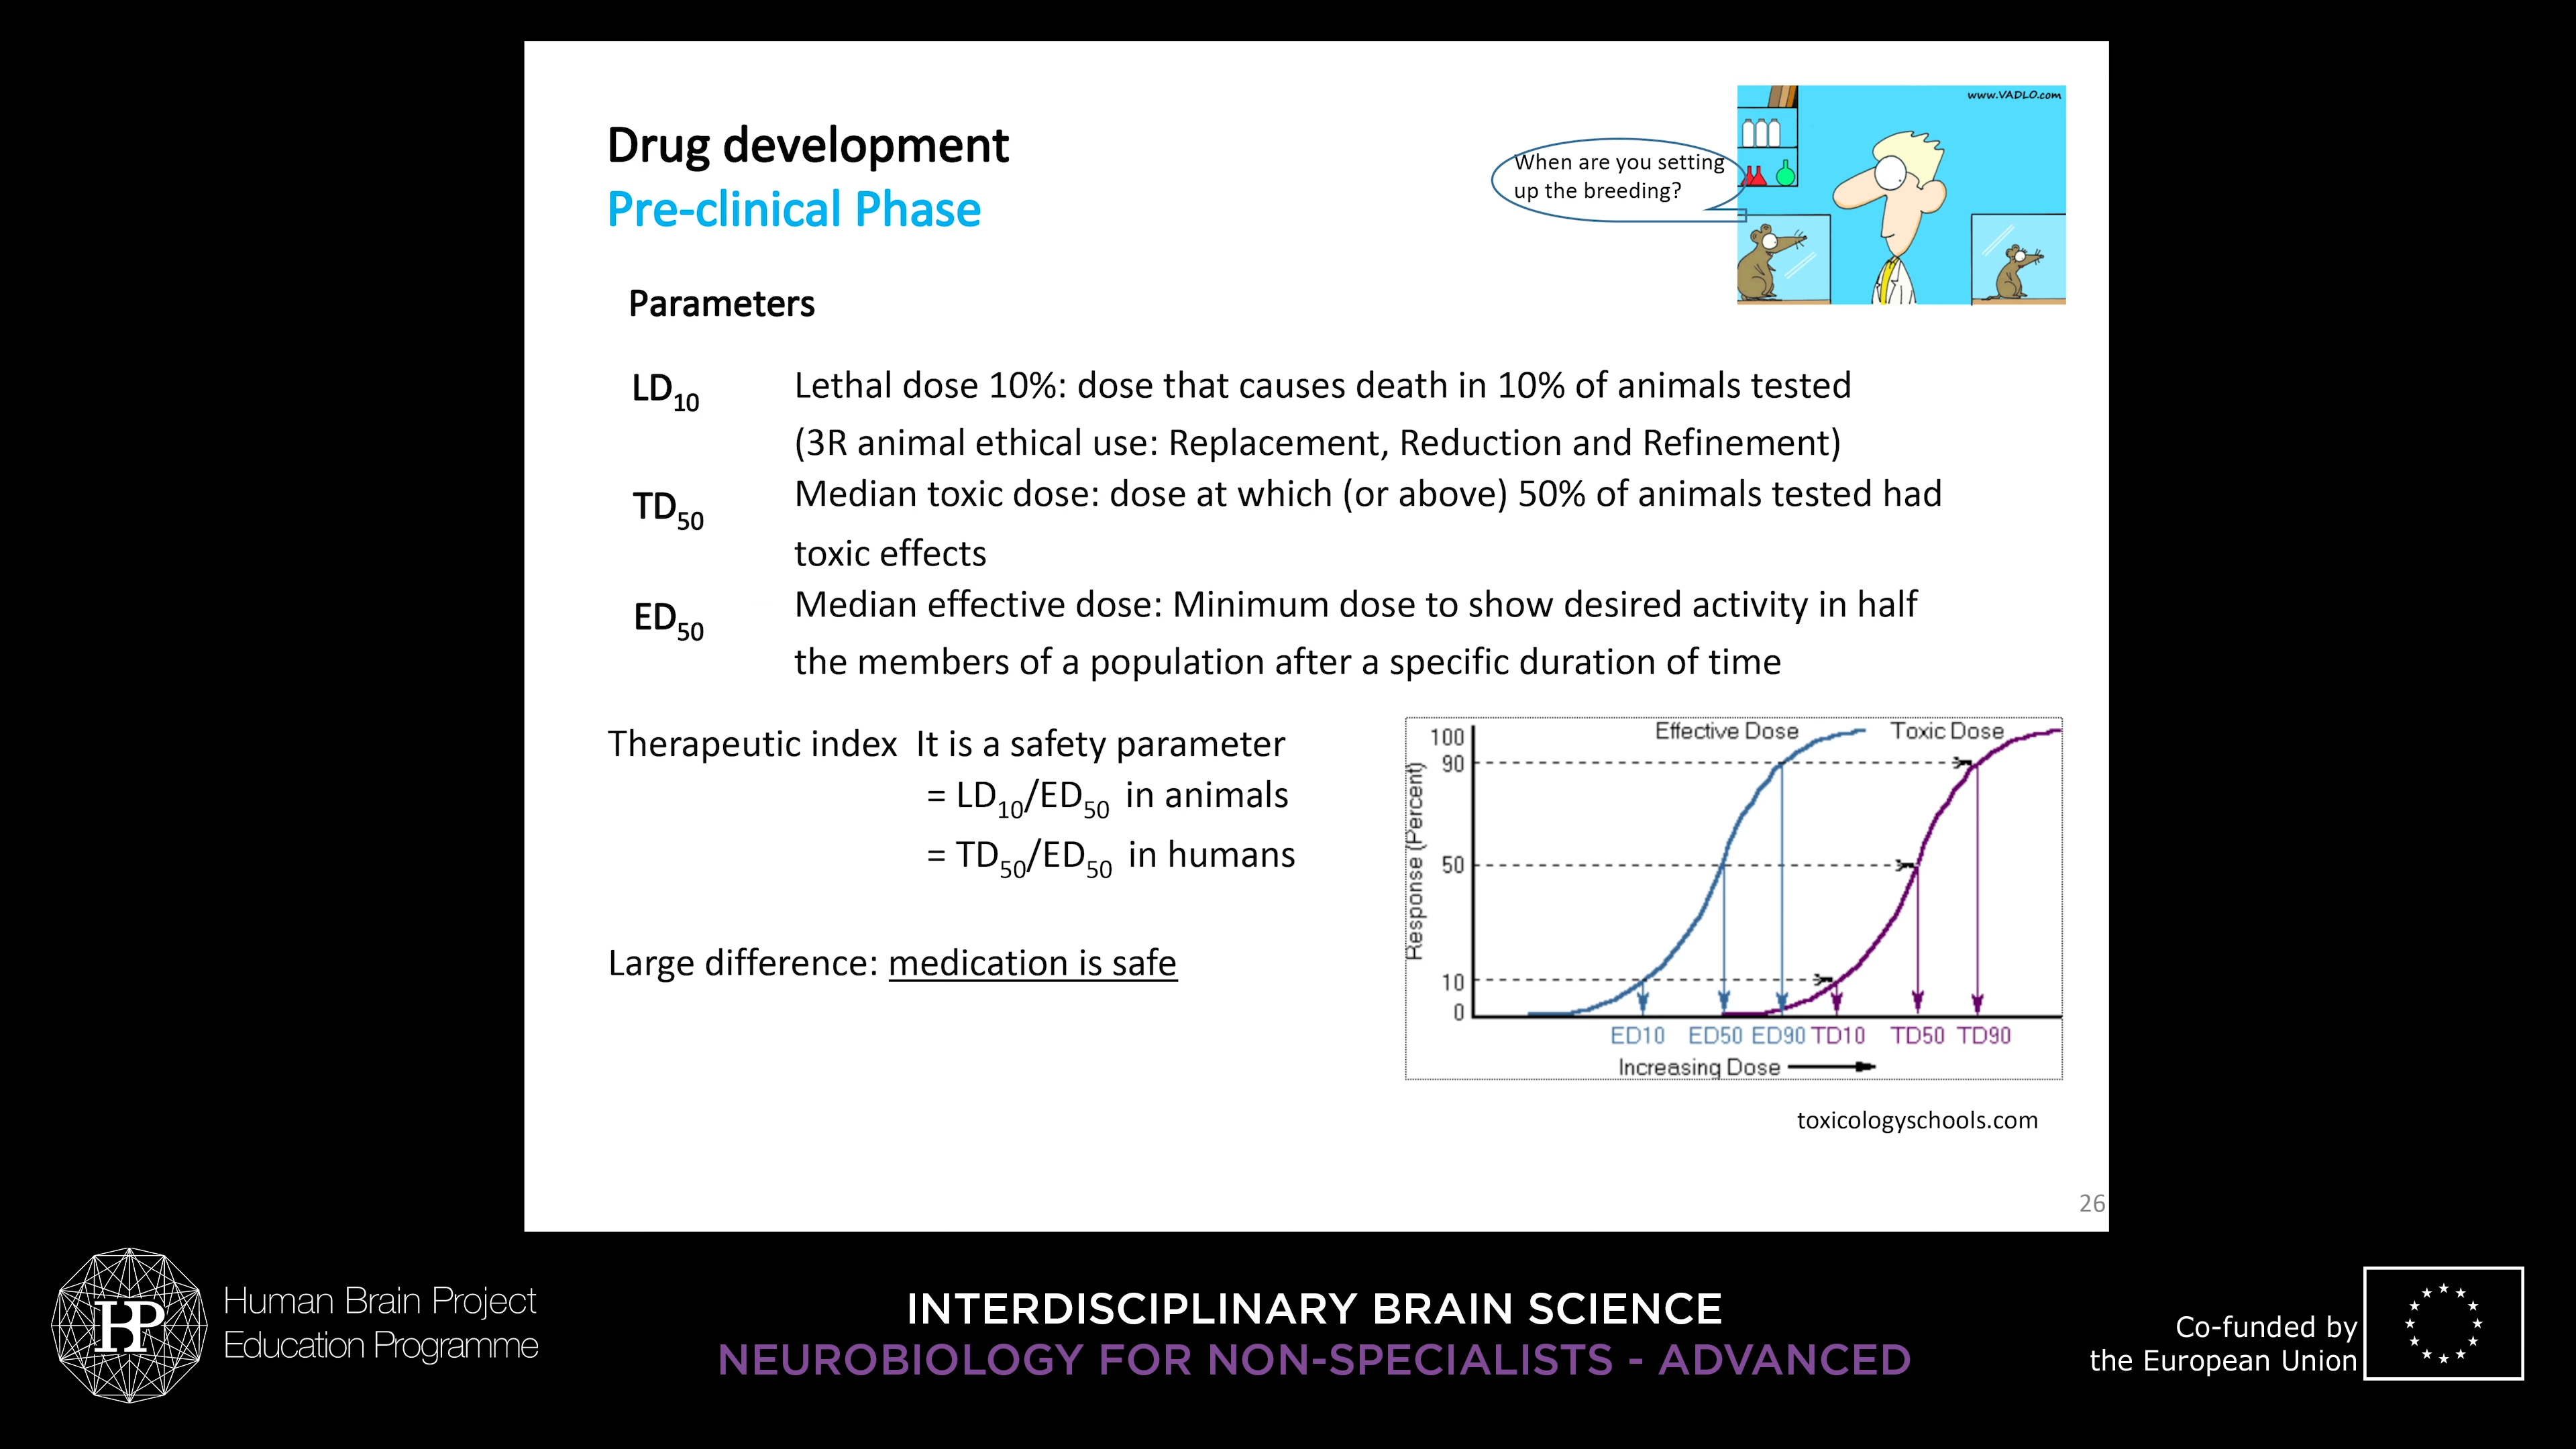 Drug development
Pre-clinical Phase
www.VADLO.com
When are you setting
up the breeding?
Parameters
LD10 Lethal dose 10%: dose that causes death in 10% of animals tested
(3R animal ethical use: Replacement, Reduction and Refinement)
TD50 Median toxic dose: dose at which (or above) 50% of animals tested had
toxic effects
ED50 Median effective dose: Minimum dose to show desired activity in half
the members of a population after a specific duration of time
Therapeutic index It is a safety parameter
= LD10/ED50 in animals
= TD50/ED50 in humans
Large difference: medication is safe
Effective Dose Toxic Dose
Response (Percent)
100
90
50
10
0
ED10 ED50 ED90 TD10 TD50 TD90
Increasing Dose
toxicologyschools.com
26
HBP
Human Brain Project
Education Programme
INTERDISCIPLINARY BRAIN SCIENCE
NEUROBIOLOGY FOR NON-SPECIALISTS - ADVANCED
Co-funded by
the European Union